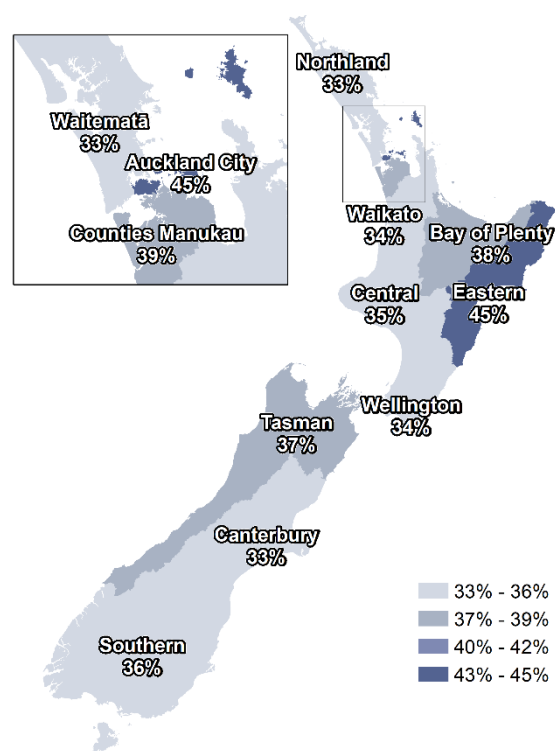 Northland
33%
Waitematā
33%
Auckland City
45%
Counties Manukau
39%
Waikato
34%
Bay of Plenty
38%
Central
35%
Eastern
45%
Wellington
34%
Tasman
37%
Canterbury
33%
Southern
36%
33% - 36%
37% - 39%
40% - 42%
43% - 45%